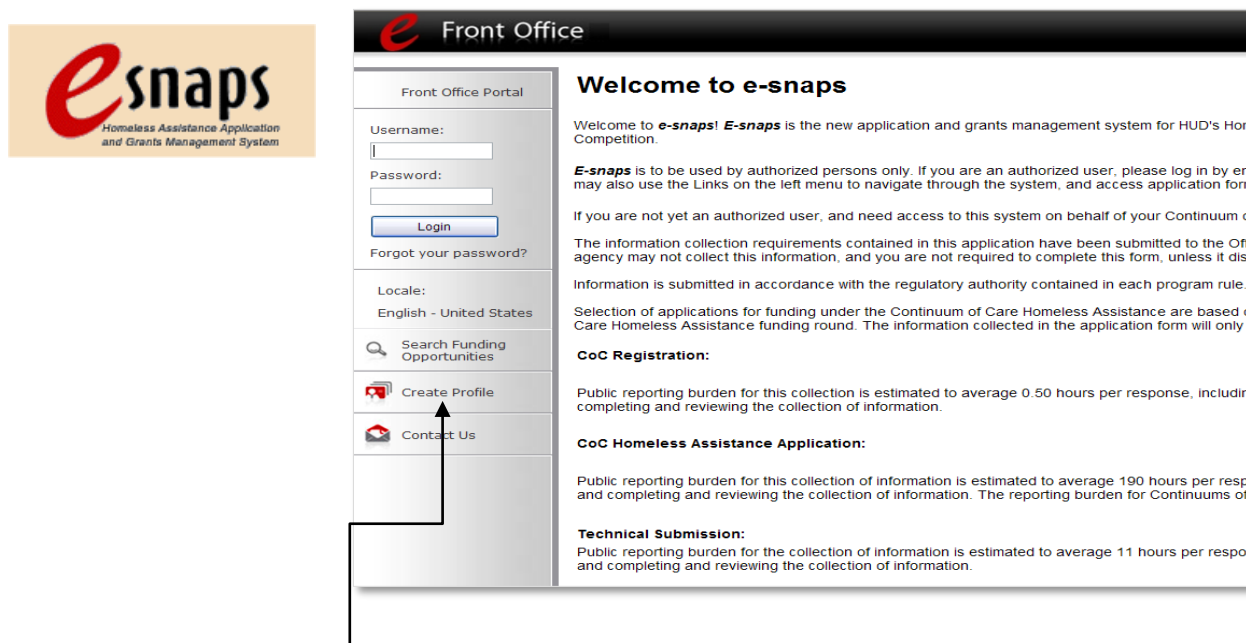 esnaps
Homeless Assistance Application
and Grants Management System
e Front Office
Front Office Portal
Username:
Password:
Login
Forgot your password?
Locale:
English - United States
Search Funding
Opportunities
Create Profile
Contact Us
Welcome to e-snaps
Welcome to e-snaps! E-snaps is the new application and grants management system for HUD's
Competition.
E-snaps is to be used by authorized persons only. If you are an authorized user, please log in by
may also use the Links on the left menu to navigate through the system, and access application
If you are not yet an authorized user, and need access to this system on behalf of your Continuum
The information collection requirements contained in this application have been submitted to the
agency may not collect this information, and you are not required to complete this form, unless it
Information is submitted in accordance with the regulatory authority contained in each program rule.
Selection of applications for funding under the Continuum of Care Homeless Assistance are based
Care Homeless Assistance funding round. The information collected in the application form will only
CoC Registration:
Public reporting burden for this collection is estimated to average 0.50 hours per response,
completing and reviewing the collection of information.
CoC Homeless Assistance Application:
Public reporting burden for this collection of information is estimated to average 190 hours per
and completing and reviewing the collection of information. The reporting burden for Continuums
Technical Submission:
Public reporting burden for the collection of information is estimated to average 11 hours per
and completing and reviewing the collection of information.